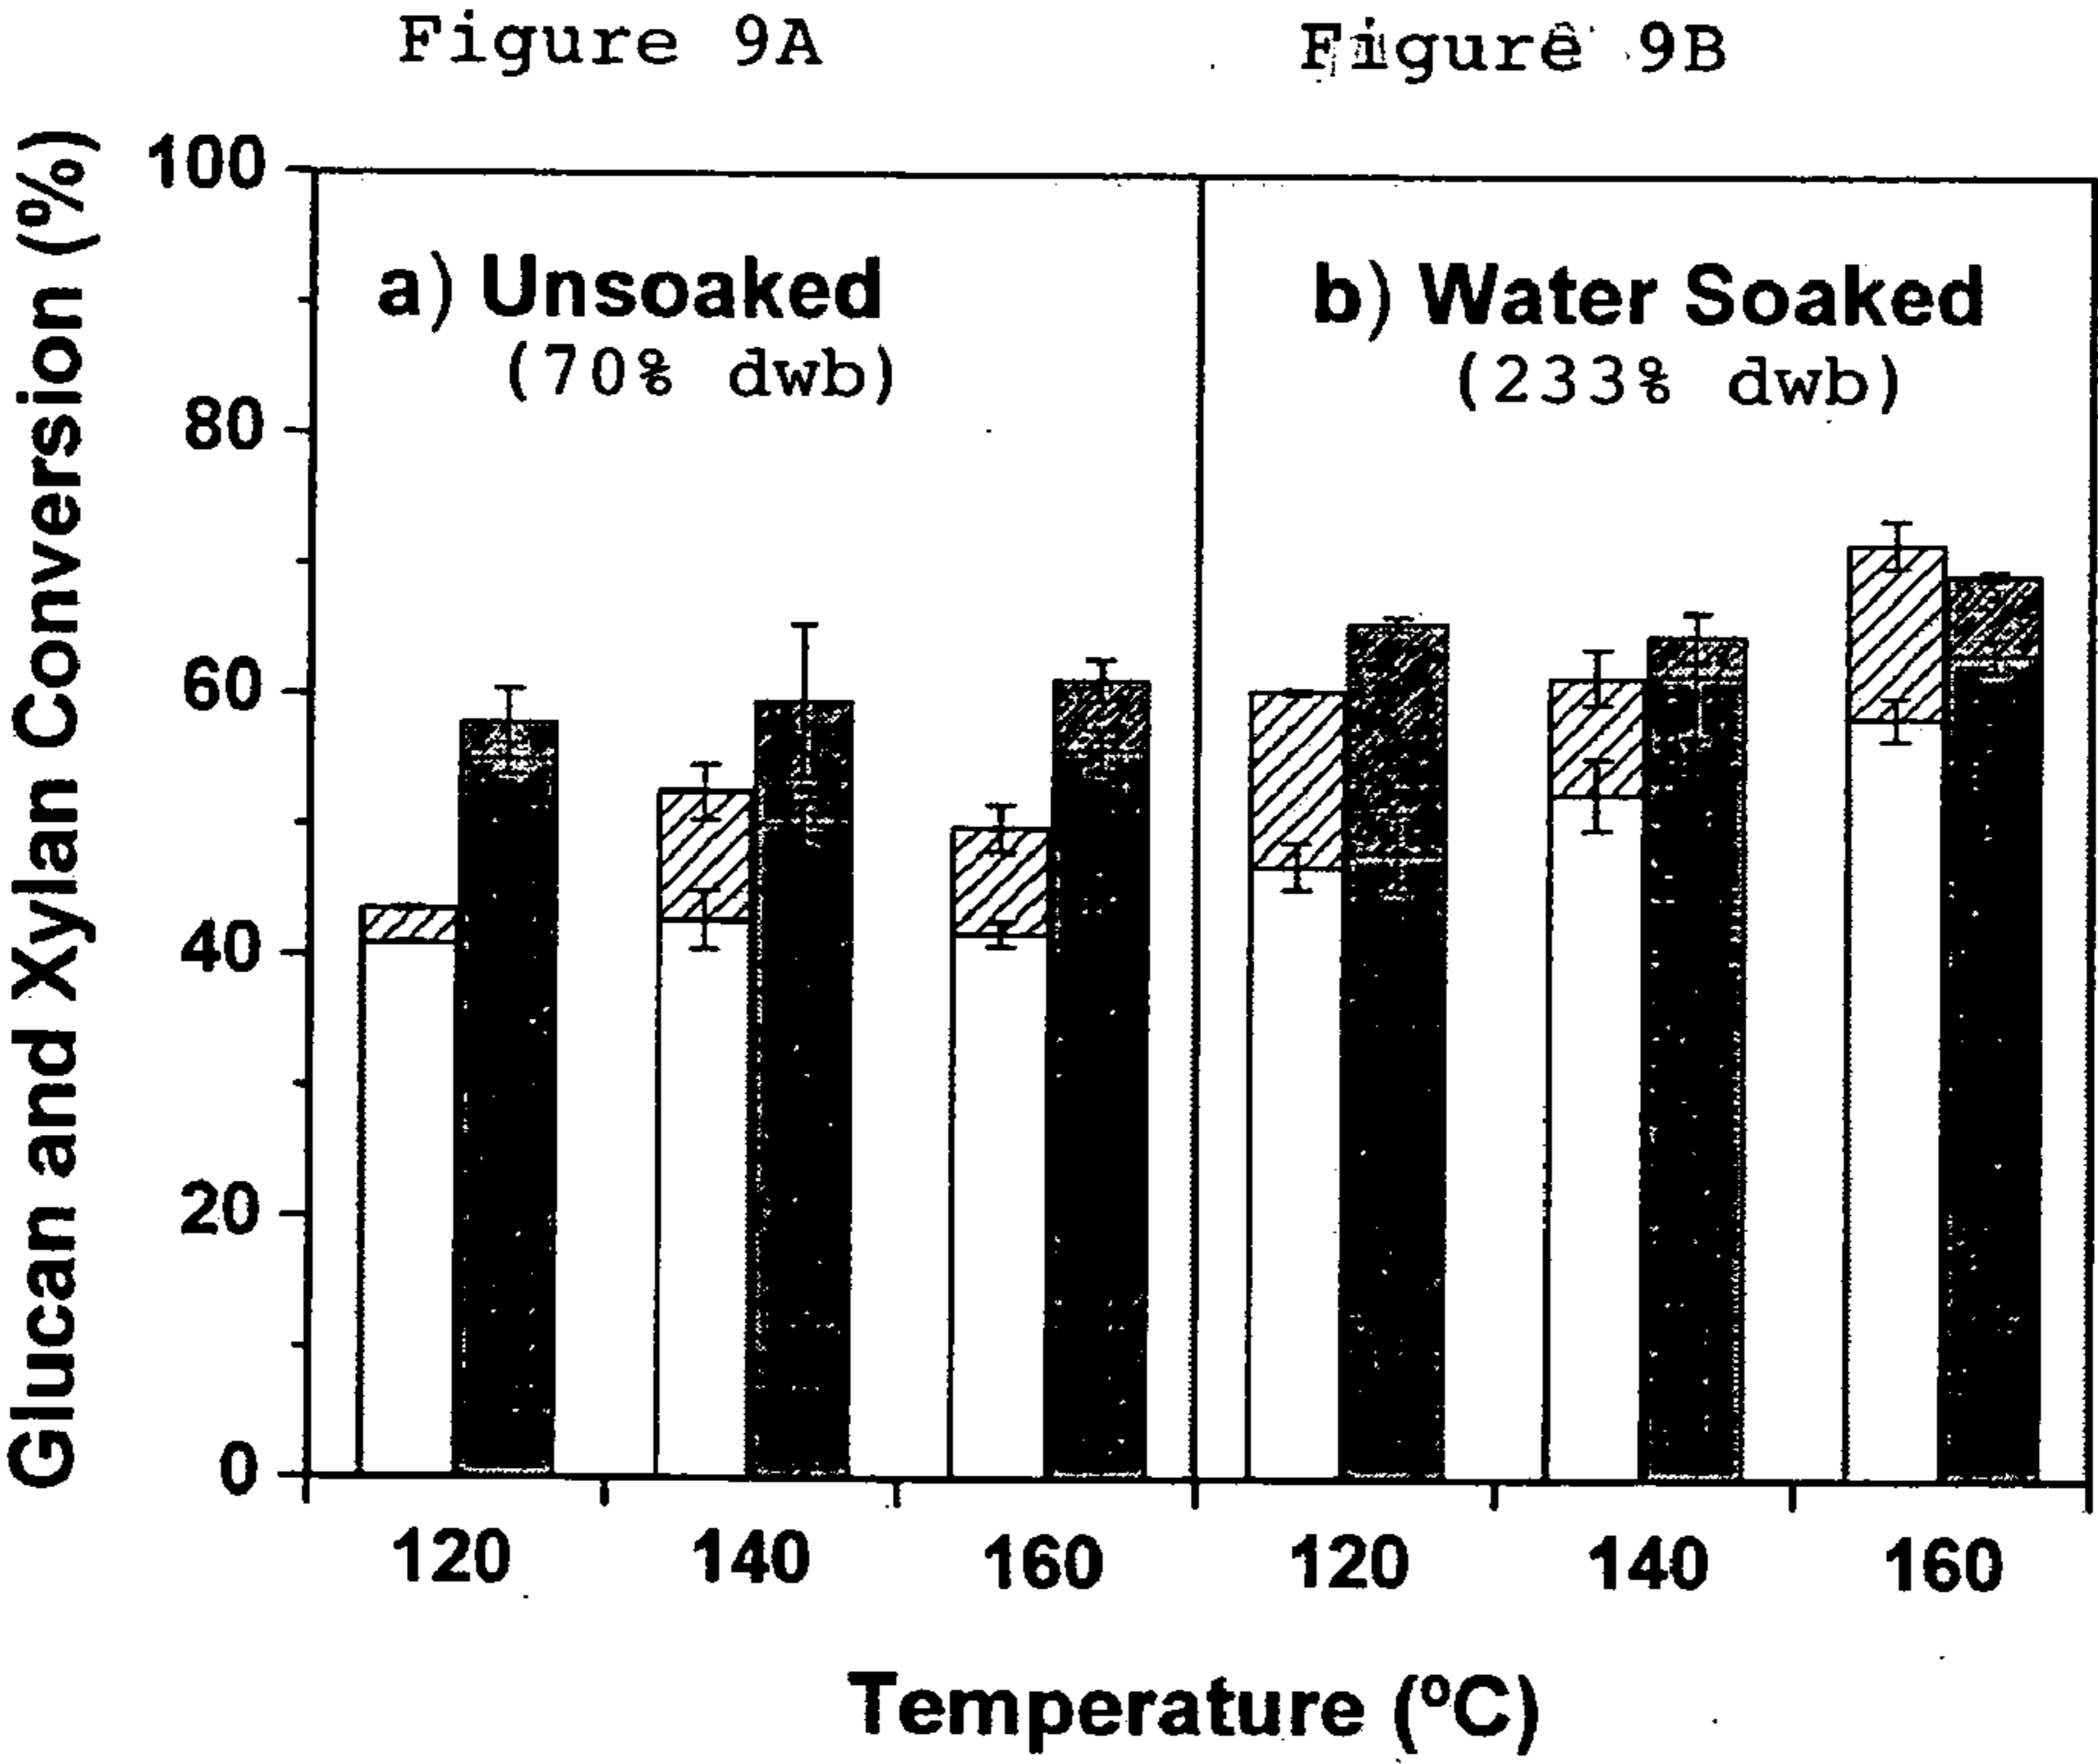 Figure 9A
Figure 9B
Glucan and Xylan Conversion (%)
100
80
60
40
20
0
a) Unsoaked
(70% dwb)
b) Water Soaked
(233% dwb)
120 140 160 120 140 160
Temperature (ºC)